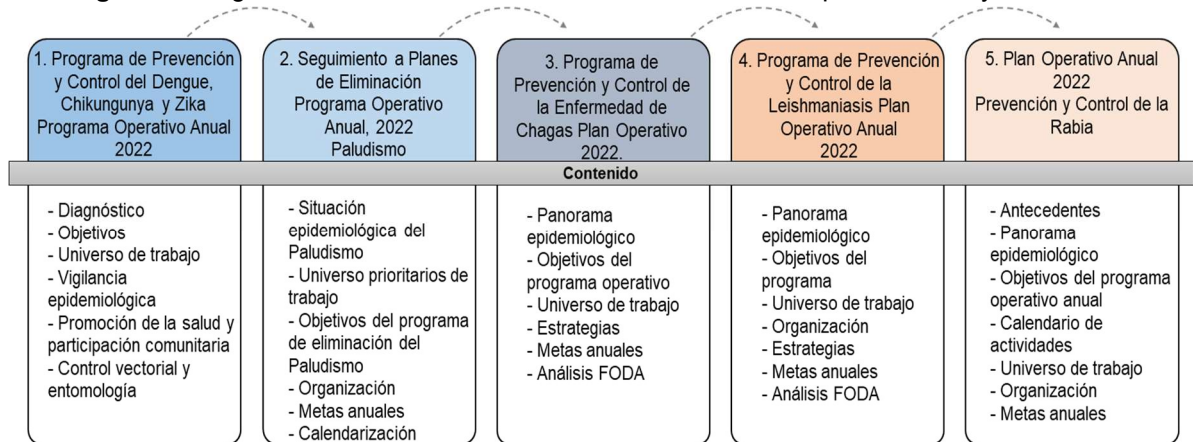 1. Programa de Prevención
y Control del Dengue,
Chikungunya y Zika
Programa Operativo Anual
2022
2. Seguimiento a Planes
de Eliminación
Programa Operativo
Anual, 2022
Paludismo
3. Programa de
Prevención y Control de
la Enfermedad de
Chagas Plan Operativo
2022.
4. Programa de Prevención
y Control de la
Leishmaniasis Plan
Operativo Anual
2022
5. Plan Operativo Anual
2022
Prevención y Control de la
Rabia
Contenido
- Diagnóstico
- Objetivos
- Universo de trabajo
- Vigilancia
epidemiológica
- Promoción de la salud y
participación comunitaria
- Control vectorial y
entomología
- Situación
epidemiológica del
Paludismo
- Universo prioritarios de
trabajo
- Objetivos del programa
de eliminación del
Paludismo
- Organización
- Metas anuales
- Calendarización
- Panorama
epidemiológico
- Objetivos del
programa operativo
- Universo de trabajo
- Estrategias
- Metas anuales
- Análisis FODA
- Panorama
epidemiológico
- Objetivos del
programa
- Universo de trabajo
- Organización
- Estrategias
- Metas anuales
- Análisis FODA
- Antecedentes
- Panorama
epidemiológico
- Objetivos del programa
operativo anual
- Calendario de
actividades
- Universo de trabajo
- Organización
- Metas anuales